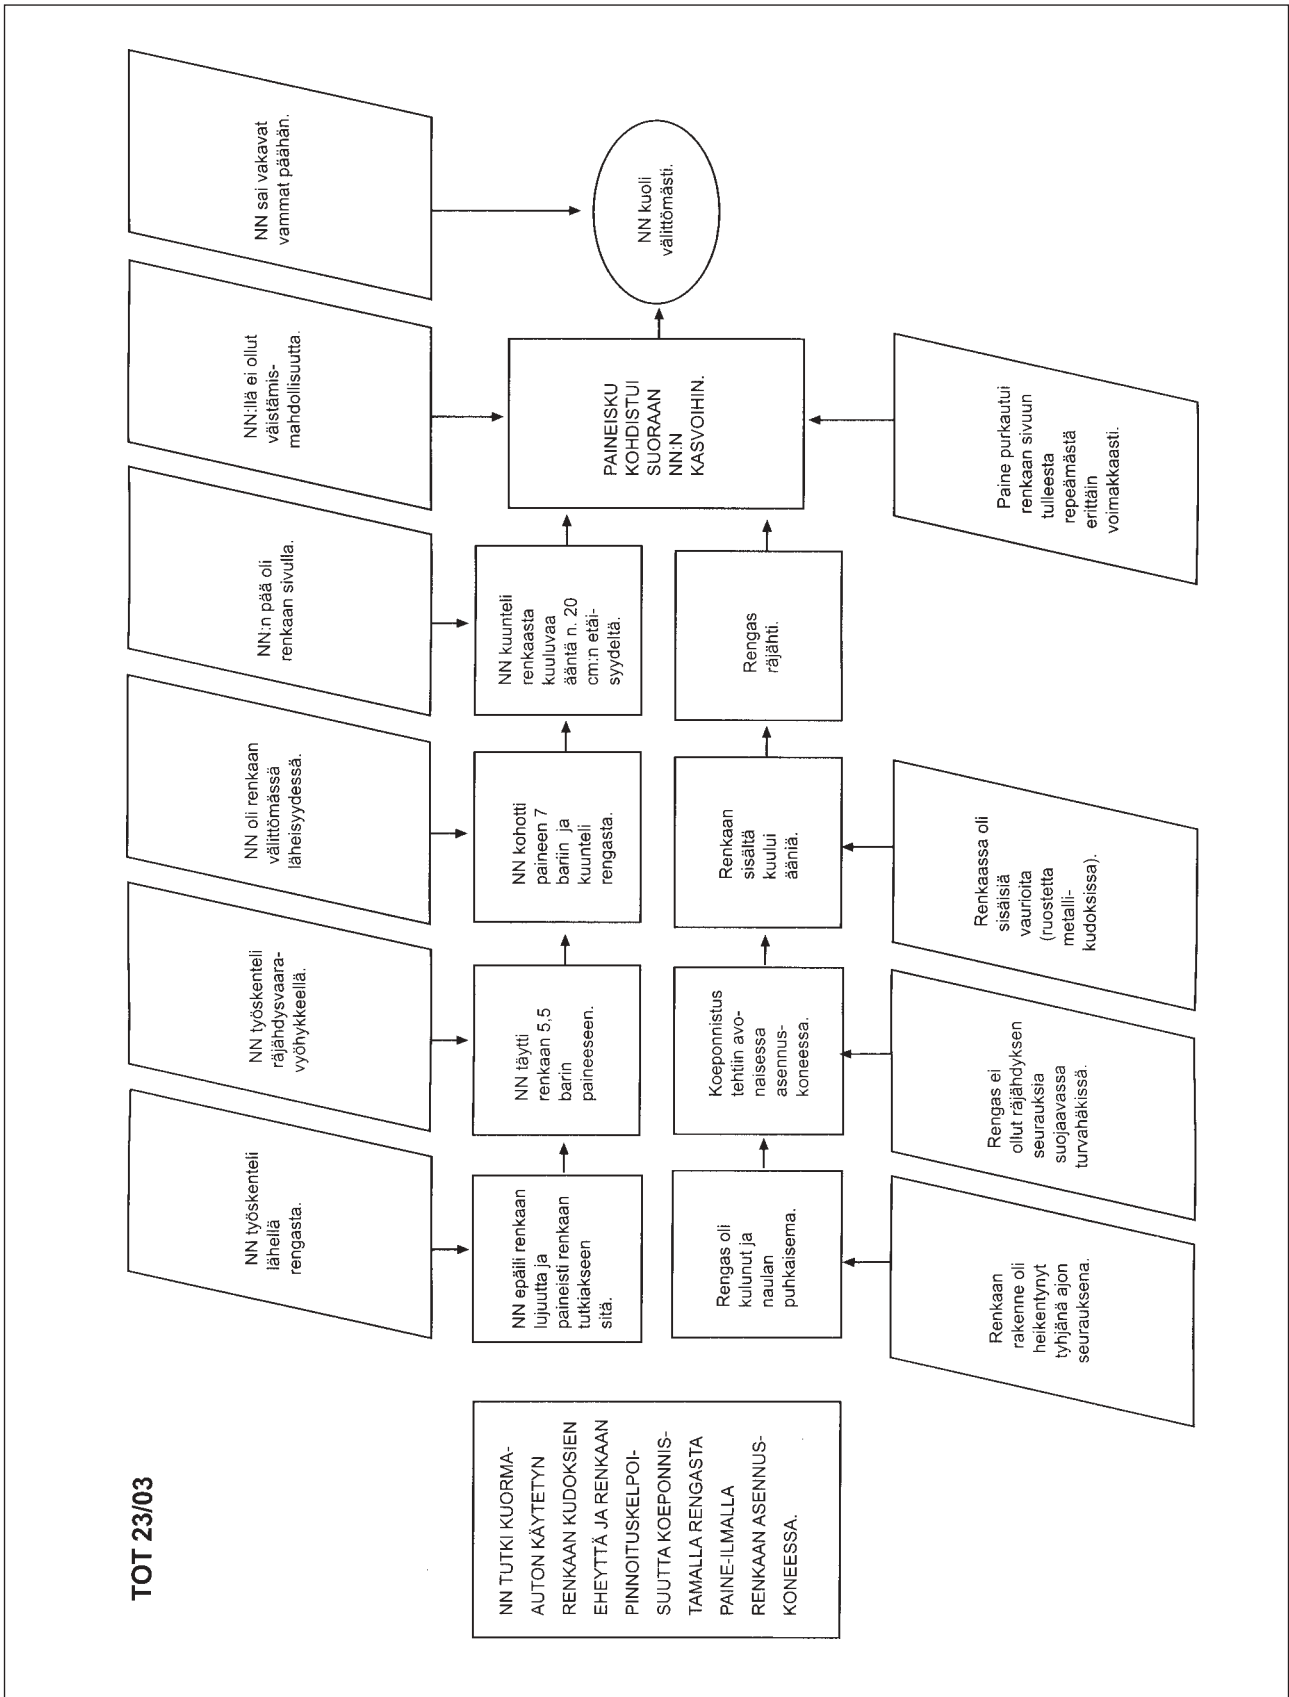 TOT 23/03
NN työskenteli
lähellä
rengasta.
NN työskenteli
räjähdysvaara-
vyöhykkeellä.
NN oli renkaan
välittömässä
läheisyydessä.
NN:n pää oli
renkaan sivulla.
NN:llä ei ollut
väistämis-
mahdollisuutta.
NN sai vakavat
vammat päähän.
NN TUTKI KUORMA-
AUTON KÄYTETYN
RENKAAN KUDOKSIEN
EHEYTTÄ JA RENKAAN
PINNOITUSKELPOI-
SUUTTA KOEPONNIS-
TAMALLA RENGASTA
PAINE-ILMALLA
RENKAAN ASENNUS-
KONEESSA.
NN epäili renkaan
lujuutta ja
paineisti renkaan
tutkiakseen
sitä.
NN täytti
renkaan 5,5
barin
paineeseen.
NN kohotti
paineen 7
bariin ja
kuunteli
rengasta.
NN kuunteli
renkaasta
kuuluvaa
ääntä n. 20
cm:n etäi-
syydeltä.
PAINEISKU
KOHDISTUI
SUORAAN
NN:N
KASVOIHIN.
NN kuoli
välittömästi.
Rengas oli
kulunut ja
naulan
puhkaisema.
Koeponnistus
tehtiin avo-
naisessa
asennus-
koneessa.
Renkaan
sisältä
kuului
ääniä.
Rengas
räjähti.
Renkaan
rakenne oli
heikentynyt
tyhjänä ajon
seurauksena.
Rengas ei
ollut räjähdyksen
seurauksia
suojaavassa
turvahäkissä.
Renkaassa oli
sisäisiä
vaurioita
(ruostetta
metalli-
kudoksissa).
Paine purkautui
renkaan sivuun
tulleesta
repeämästä
erittäin
voimakkaasti.